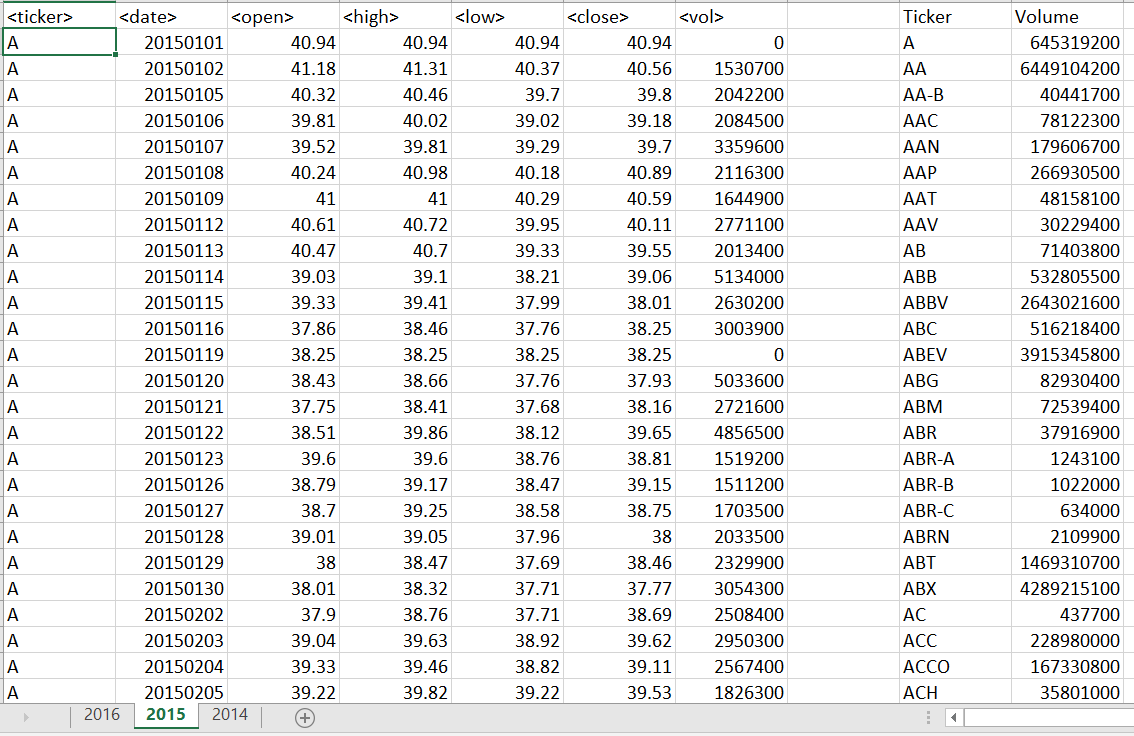 <ticker> <date> <open> <high> <low> <close> <vol> Ticker Volume
A 20150101 40.94 40.94 40.94 40.94 0 A 645319200
A 20150102 41.18 41.31 40.37 40.56 1530700 AA 6449104200
A 20150105 40.32 40.46 39.7 39.8 2042200 AA-B 40441700
A 20150106 39.81 40.02 39.02 39.18 2084500 AAC 78122300
A 20150107 39.52 39.81 39.29 39.7 3359600 AAN 179606700
A 20150108 40.24 40.98 40.18 40.89 2116300 AAP 266930500
A 20150109 41 41 40.29 40.59 1644900 AAT 48158100
A 20150112 40.61 40.72 39.95 40.11 2771100 AAV 30229400
A 20150113 40.47 40.7 39.33 39.55 2013400 AB 71403800
A 20150114 39.03 39.1 38.21 39.06 5134000 ABB 532805500
A 20150115 39.33 39.41 37.99 38.01 2630200 ABBV 2643021600
A 20150116 37.86 38.46 37.76 38.25 3003900 ABC 516218400
A 20150119 38.25 38.25 38.25 38.25 0 ABEV 3915345800
A 20150120 38.43 38.66 37.76 37.93 5033600 ABG 82930400
A 20150121 37.75 38.41 37.68 38.16 2721600 ABM 72539400
A 20150122 38.51 39.86 38.12 39.65 4856500 ABR 37916900
A 20150123 39.6 39.6 38.76 38.81 1519200 ABR-A 1243100
A 20150126 38.79 39.17 38.47 39.15 1511200 ABR-B 1022000
A 20150127 38.7 39.25 38.58 38.75 1703500 ABR-C 634000
A 20150128 39.01 39.05 37.96 38 2033500 ABRN 2109900
A 20150129 38 38.47 37.69 38.46 2329900 ABT 1469310700
A 20150130 38.01 38.32 37.71 37.77 3054300 ABX 4289215100
A 20150202 37.9 38.76 37.71 38.69 2508400 AC 437700
A 20150203 39.04 39.63 38.92 39.62 2950300 ACC 228980000
A 20150204 39.33 39.46 38.82 39.11 2567400 ACCO 167330800
A 20150205 39.22 39.82 39.22 39.53 1826300 ACH 35801000
2016 2015 2014